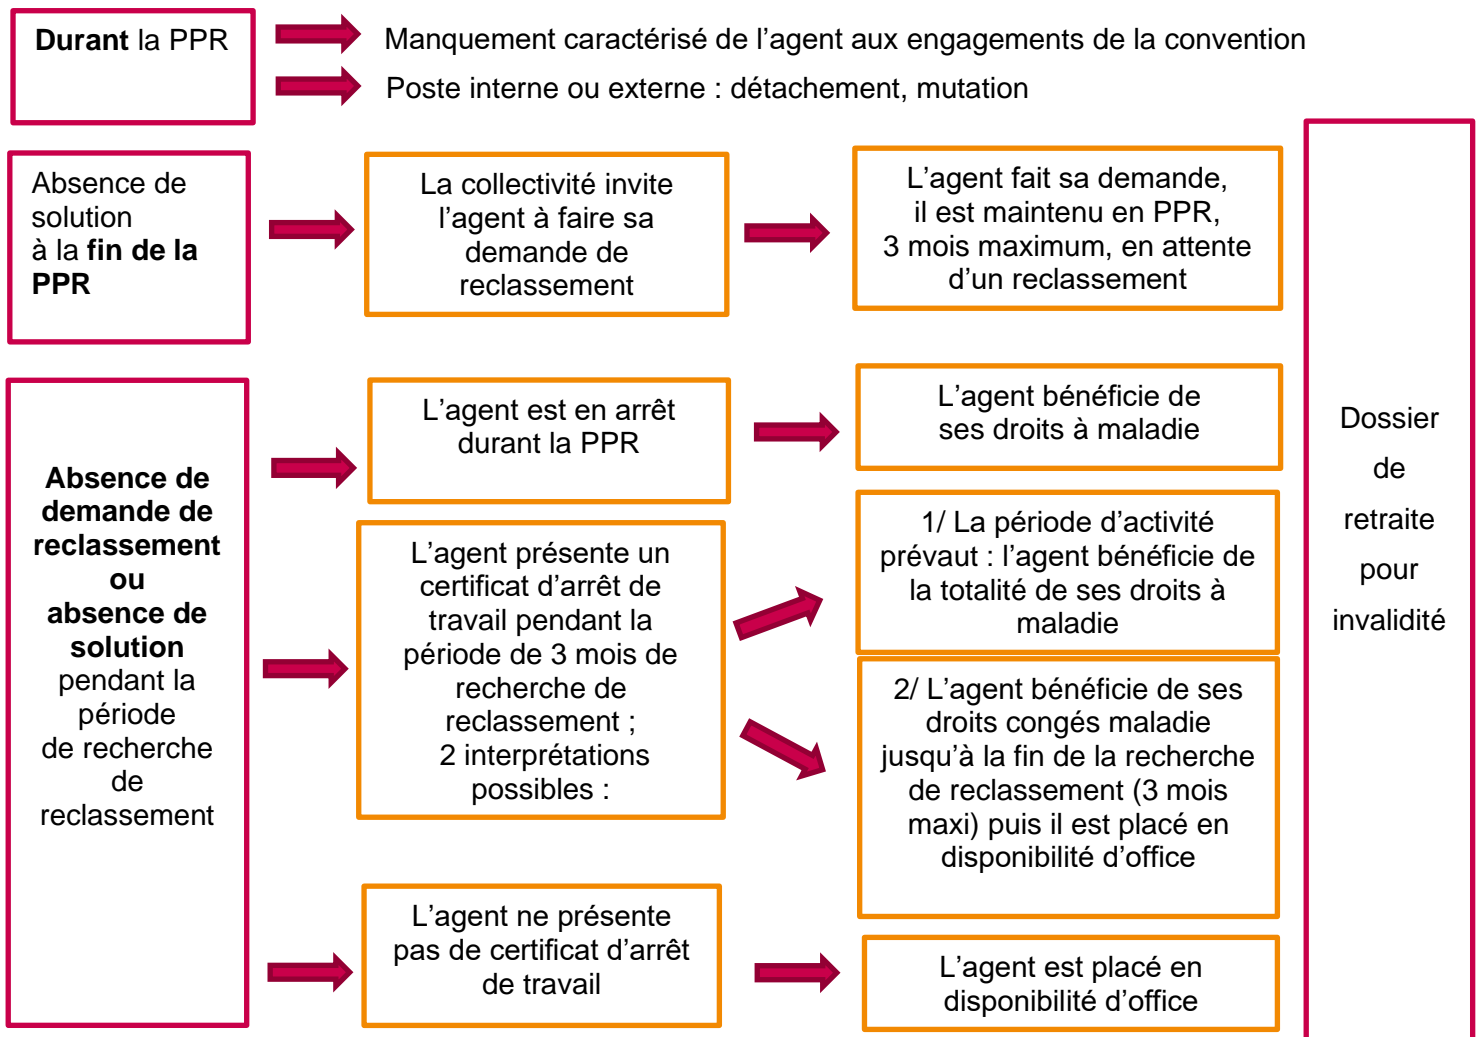 Durant la PPR
Manquement caractérisé de l’agent aux engagements de la convention
Poste interne ou externe : détachement, mutation
Absence de
solution
à la fin de la
PPR
La collectivité invite
l’agent à faire sa
demande de
reclassement
L’agent fait sa demande,
il est maintenu en PPR,
3 mois maximum, en attente
d’un reclassement
Absence de
demande de
reclassement
ou
absence de
solution
pendant la
période
de recherche
de
reclassement
L’agent est en arrêt
durant la PPR
L’agent bénéficie de
ses droits à maladie
L’agent présente un
certificat d’arrêt de
travail pendant la
période de 3 mois de
recherche de
reclassement ;
2 interprétations
possibles :
1/ La période d’activité
prévaut : l’agent bénéficie de
la totalité de ses droits à
maladie
2/ L’agent bénéficie de ses
droits congés maladie
jusqu’à la fin de la recherche
de reclassement (3 mois
maxi) puis il est placé en
disponibilité d’office
L’agent ne présente
pas de certificat d’arrêt
de travail
L’agent est placé en
disponibilité d’office
Dossier
de
retraite
pour
invalidité